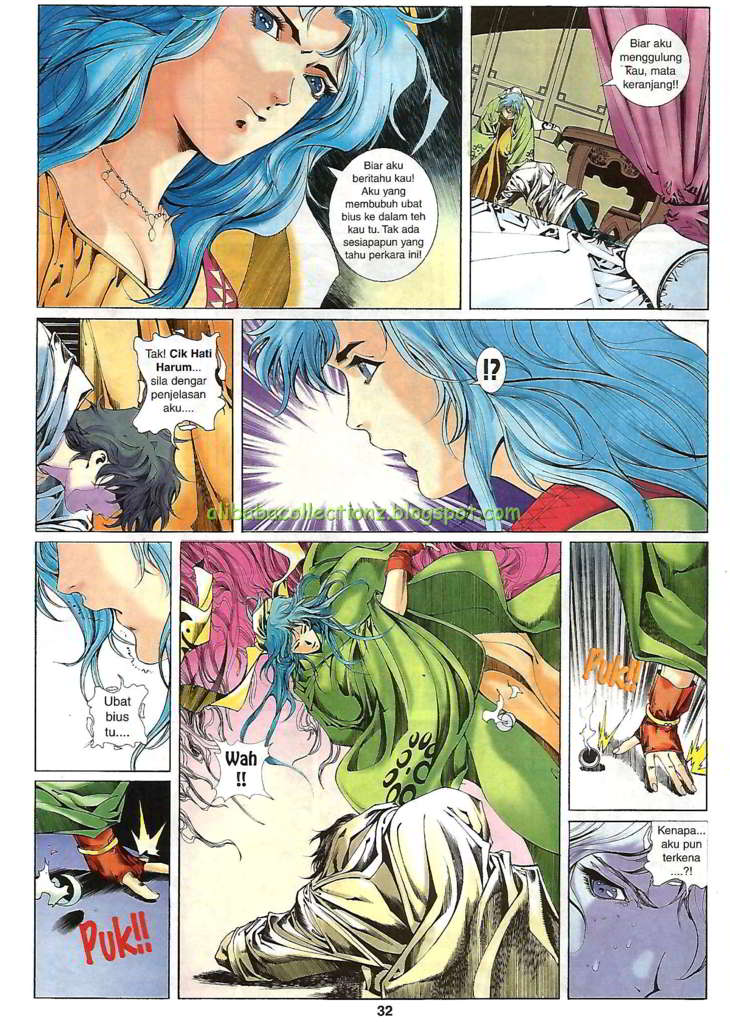 Biar aku
beritahu kau!
Aku yang
membubuh ubat
bius ke dalam teh
kau tu. Tak ada
sesiapapun yang
tahu perkara ini!
Biar aku
menggulung
kau, mata
keranjang!!
Tak! Cik Hati
Harum...
sila dengar
penjelasan
aku....
!?
alibabacollectionz.blogspot.com
Ubat
bius
tu....
Wah
!!
Puk!!
Puk!!
Kenapa...
aku pun
terkena
....?!
32